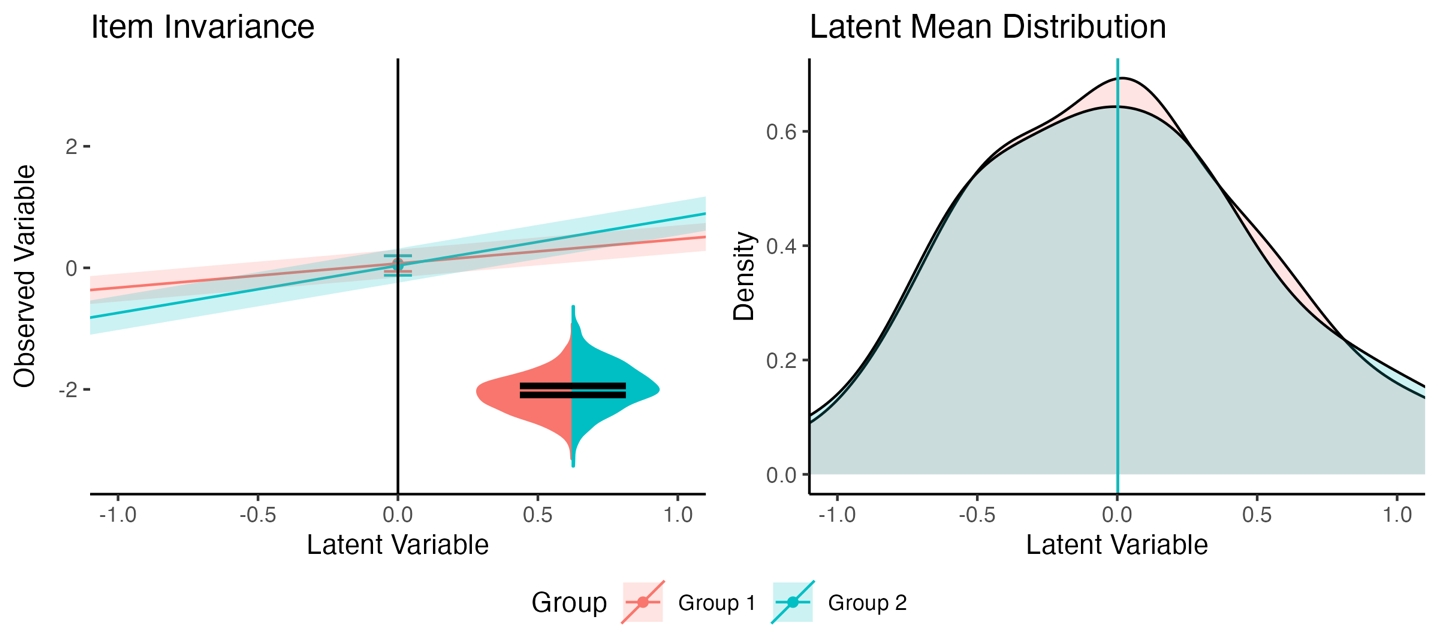 Item Invariance
Observed Variable
2
0
-2
-1.0 -0.5 0.0 0.5 1.0
Latent Variable
Latent Mean Distribution
Density
0.6
0.4
0.2
0.0
-1.0 -0.5 0.0 0.5 1.0
Latent Variable
Group Group 1 Group 2